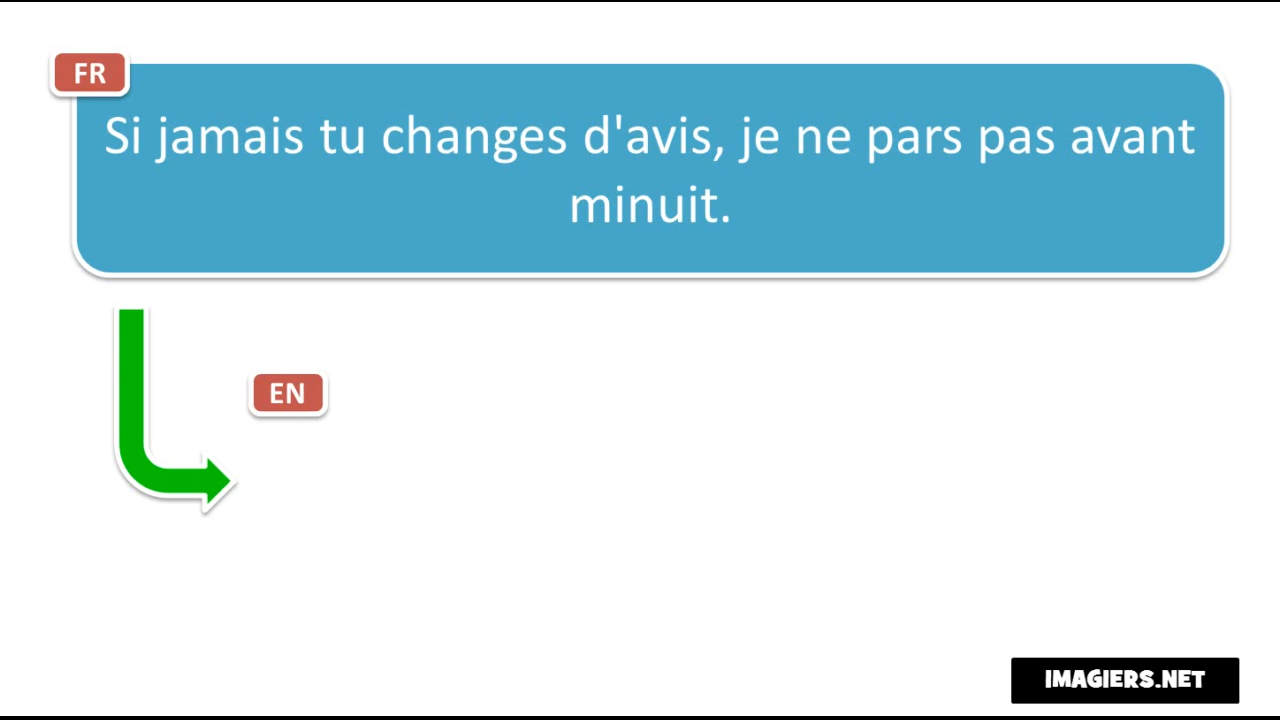 FR
Si jamais tu changes d'avis, je ne pars pas avant
minuit.
EN
IMAGIERS.NET